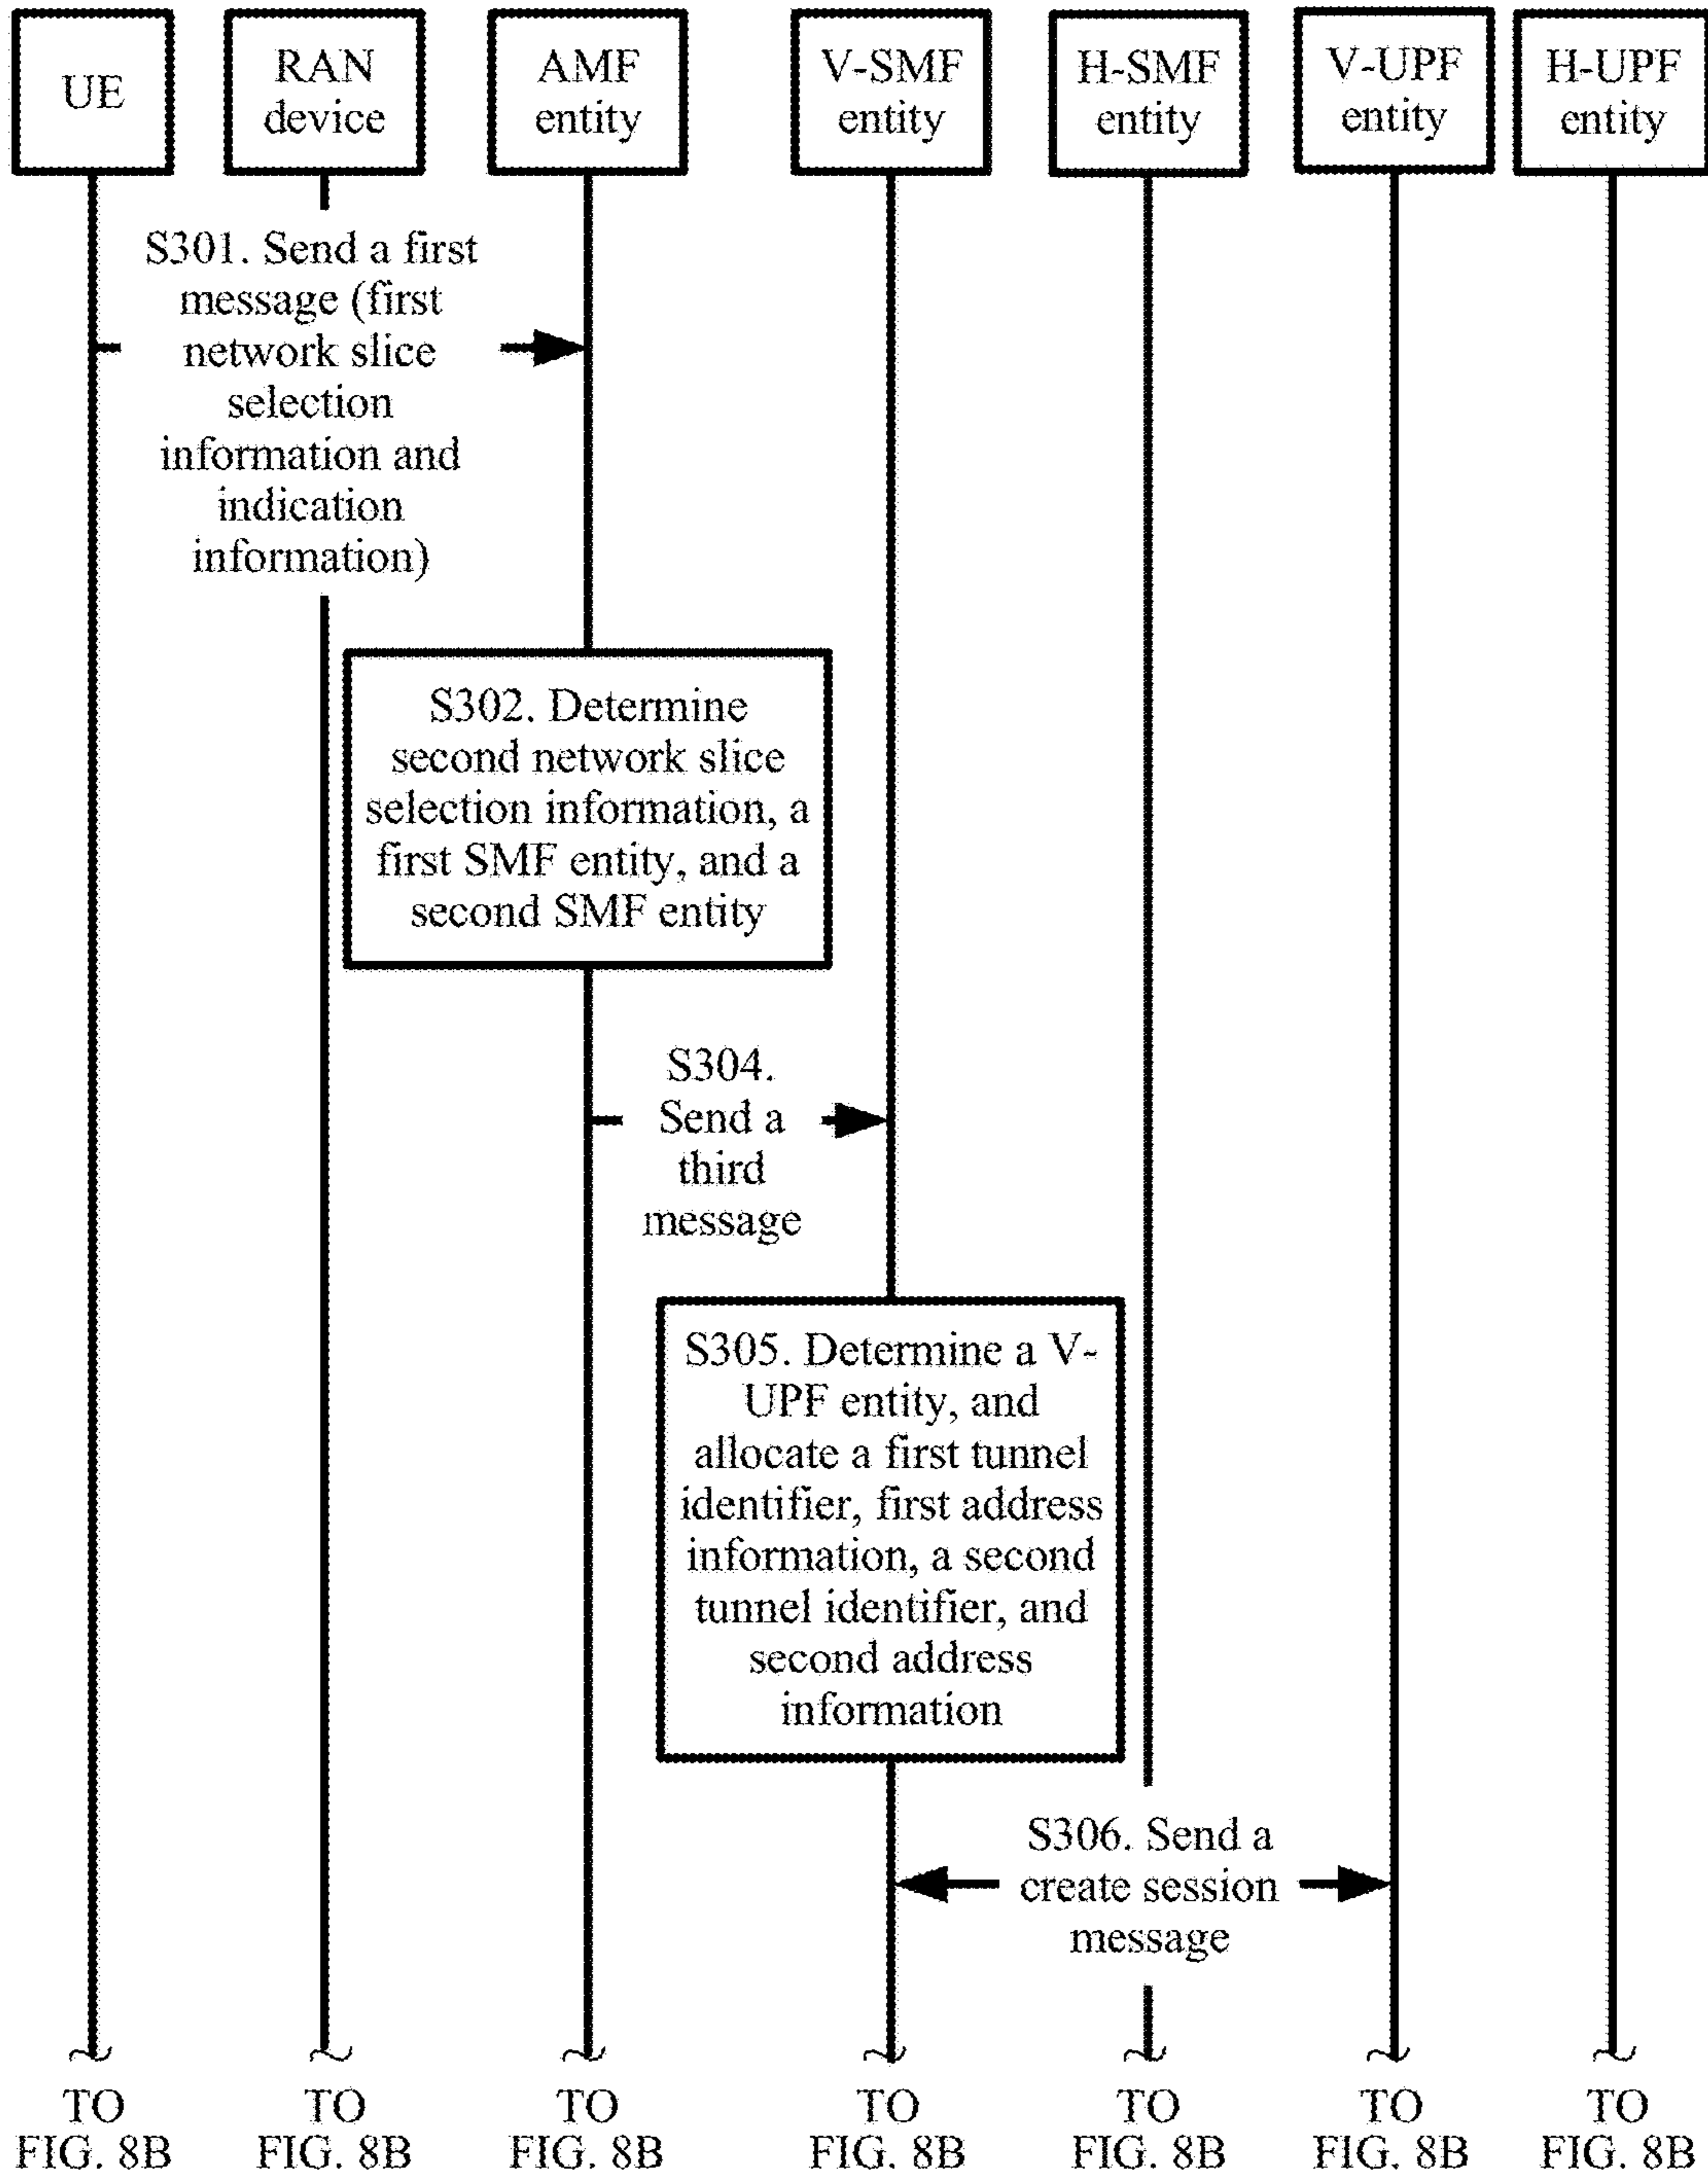 UE
RAN
device
AMF
entity
V-SMF
entity
H-SMF
entity
V-UPF
entity
H-UPF
entity
S301. Send a first
message (first
network slice
selection
information and
indication
information)
S302. Determine
second network slice
selection information, a
first SMF entity, and a
second SMF entity
S304.
Send a
third
message
S305. Determine a V-
UPF entity, and
allocate a first tunnel
identifier, first address
information, a second
tunnel identifier, and
second address
information
S306. Send a
create session
message
TO
FIG. 8B
TO
FIG. 8B
TO
FIG. 8B
TO
FIG. 8B
TO
FIG. 8B
TO
FIG. 8B
TO
FIG. 8B